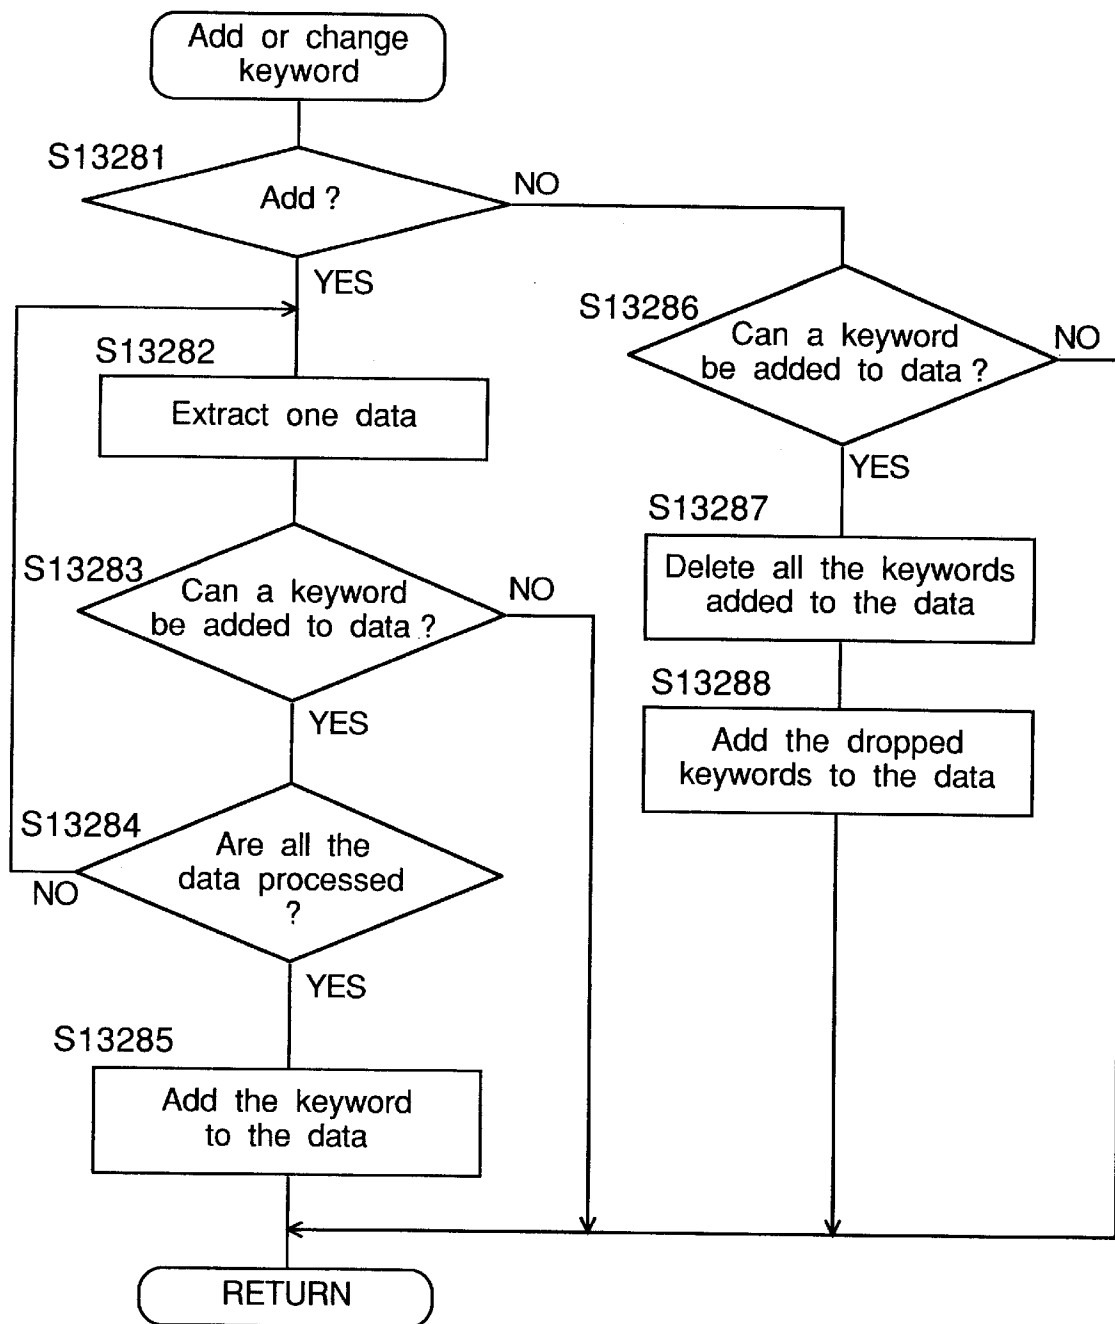 Add or change
keyword
S13281
Add ?
NO
YES
S13282
Extract one data
S13283
Can a keyword
be added to data ?
NO
YES
S13284
Are all the
data processed
?
NO
YES
S13285
Add the keyword
to the data
S13286
Can a keyword
be added to data ?
NO
YES
S13287
Delete all the keywords
added to the data
S13288
Add the dropped
keywords to the data
RETURN